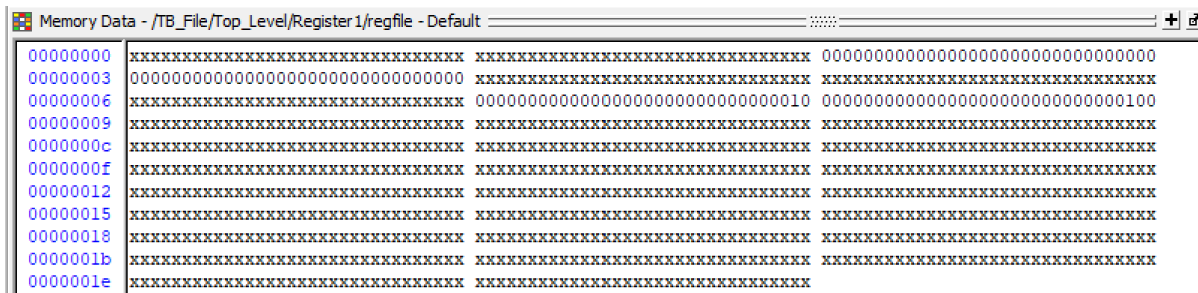 Memory Data - /TB_File/Top_Level/Register1/regfile - Default
00000000 xxxxxxxxxxxxxxxxxxxxxxxxxxxxxxxx xxxxxxxxxxxxxxxxxxxxxxxxxxxxxxxx 00000000000000000000000000000000
00000003 00000000000000000000000000000000 xxxxxxxxxxxxxxxxxxxxxxxxxxxxxxxx xxxxxxxxxxxxxxxxxxxxxxxxxxxxxxxx
00000006 xxxxxxxxxxxxxxxxxxxxxxxxxxxxxxxx 00000000000000000000000000000010 00000000000000000000000000000100
00000009 xxxxxxxxxxxxxxxxxxxxxxxxxxxxxxxx xxxxxxxxxxxxxxxxxxxxxxxxxxxxxxxx xxxxxxxxxxxxxxxxxxxxxxxxxxxxxxxx
0000000c xxxxxxxxxxxxxxxxxxxxxxxxxxxxxxxx xxxxxxxxxxxxxxxxxxxxxxxxxxxxxxxx xxxxxxxxxxxxxxxxxxxxxxxxxxxxxxxx
0000000f xxxxxxxxxxxxxxxxxxxxxxxxxxxxxxxx xxxxxxxxxxxxxxxxxxxxxxxxxxxxxxxx xxxxxxxxxxxxxxxxxxxxxxxxxxxxxxxx
00000012 xxxxxxxxxxxxxxxxxxxxxxxxxxxxxxxx xxxxxxxxxxxxxxxxxxxxxxxxxxxxxxxx xxxxxxxxxxxxxxxxxxxxxxxxxxxxxxxx
00000015 xxxxxxxxxxxxxxxxxxxxxxxxxxxxxxxx xxxxxxxxxxxxxxxxxxxxxxxxxxxxxxxx xxxxxxxxxxxxxxxxxxxxxxxxxxxxxxxx
00000018 xxxxxxxxxxxxxxxxxxxxxxxxxxxxxxxx xxxxxxxxxxxxxxxxxxxxxxxxxxxxxxxx xxxxxxxxxxxxxxxxxxxxxxxxxxxxxxxx
0000001b xxxxxxxxxxxxxxxxxxxxxxxxxxxxxxxx xxxxxxxxxxxxxxxxxxxxxxxxxxxxxxxx xxxxxxxxxxxxxxxxxxxxxxxxxxxxxxxx
0000001e xxxxxxxxxxxxxxxxxxxxxxxxxxxxxxxx xxxxxxxxxxxxxxxxxxxxxxxxxxxxxxxx